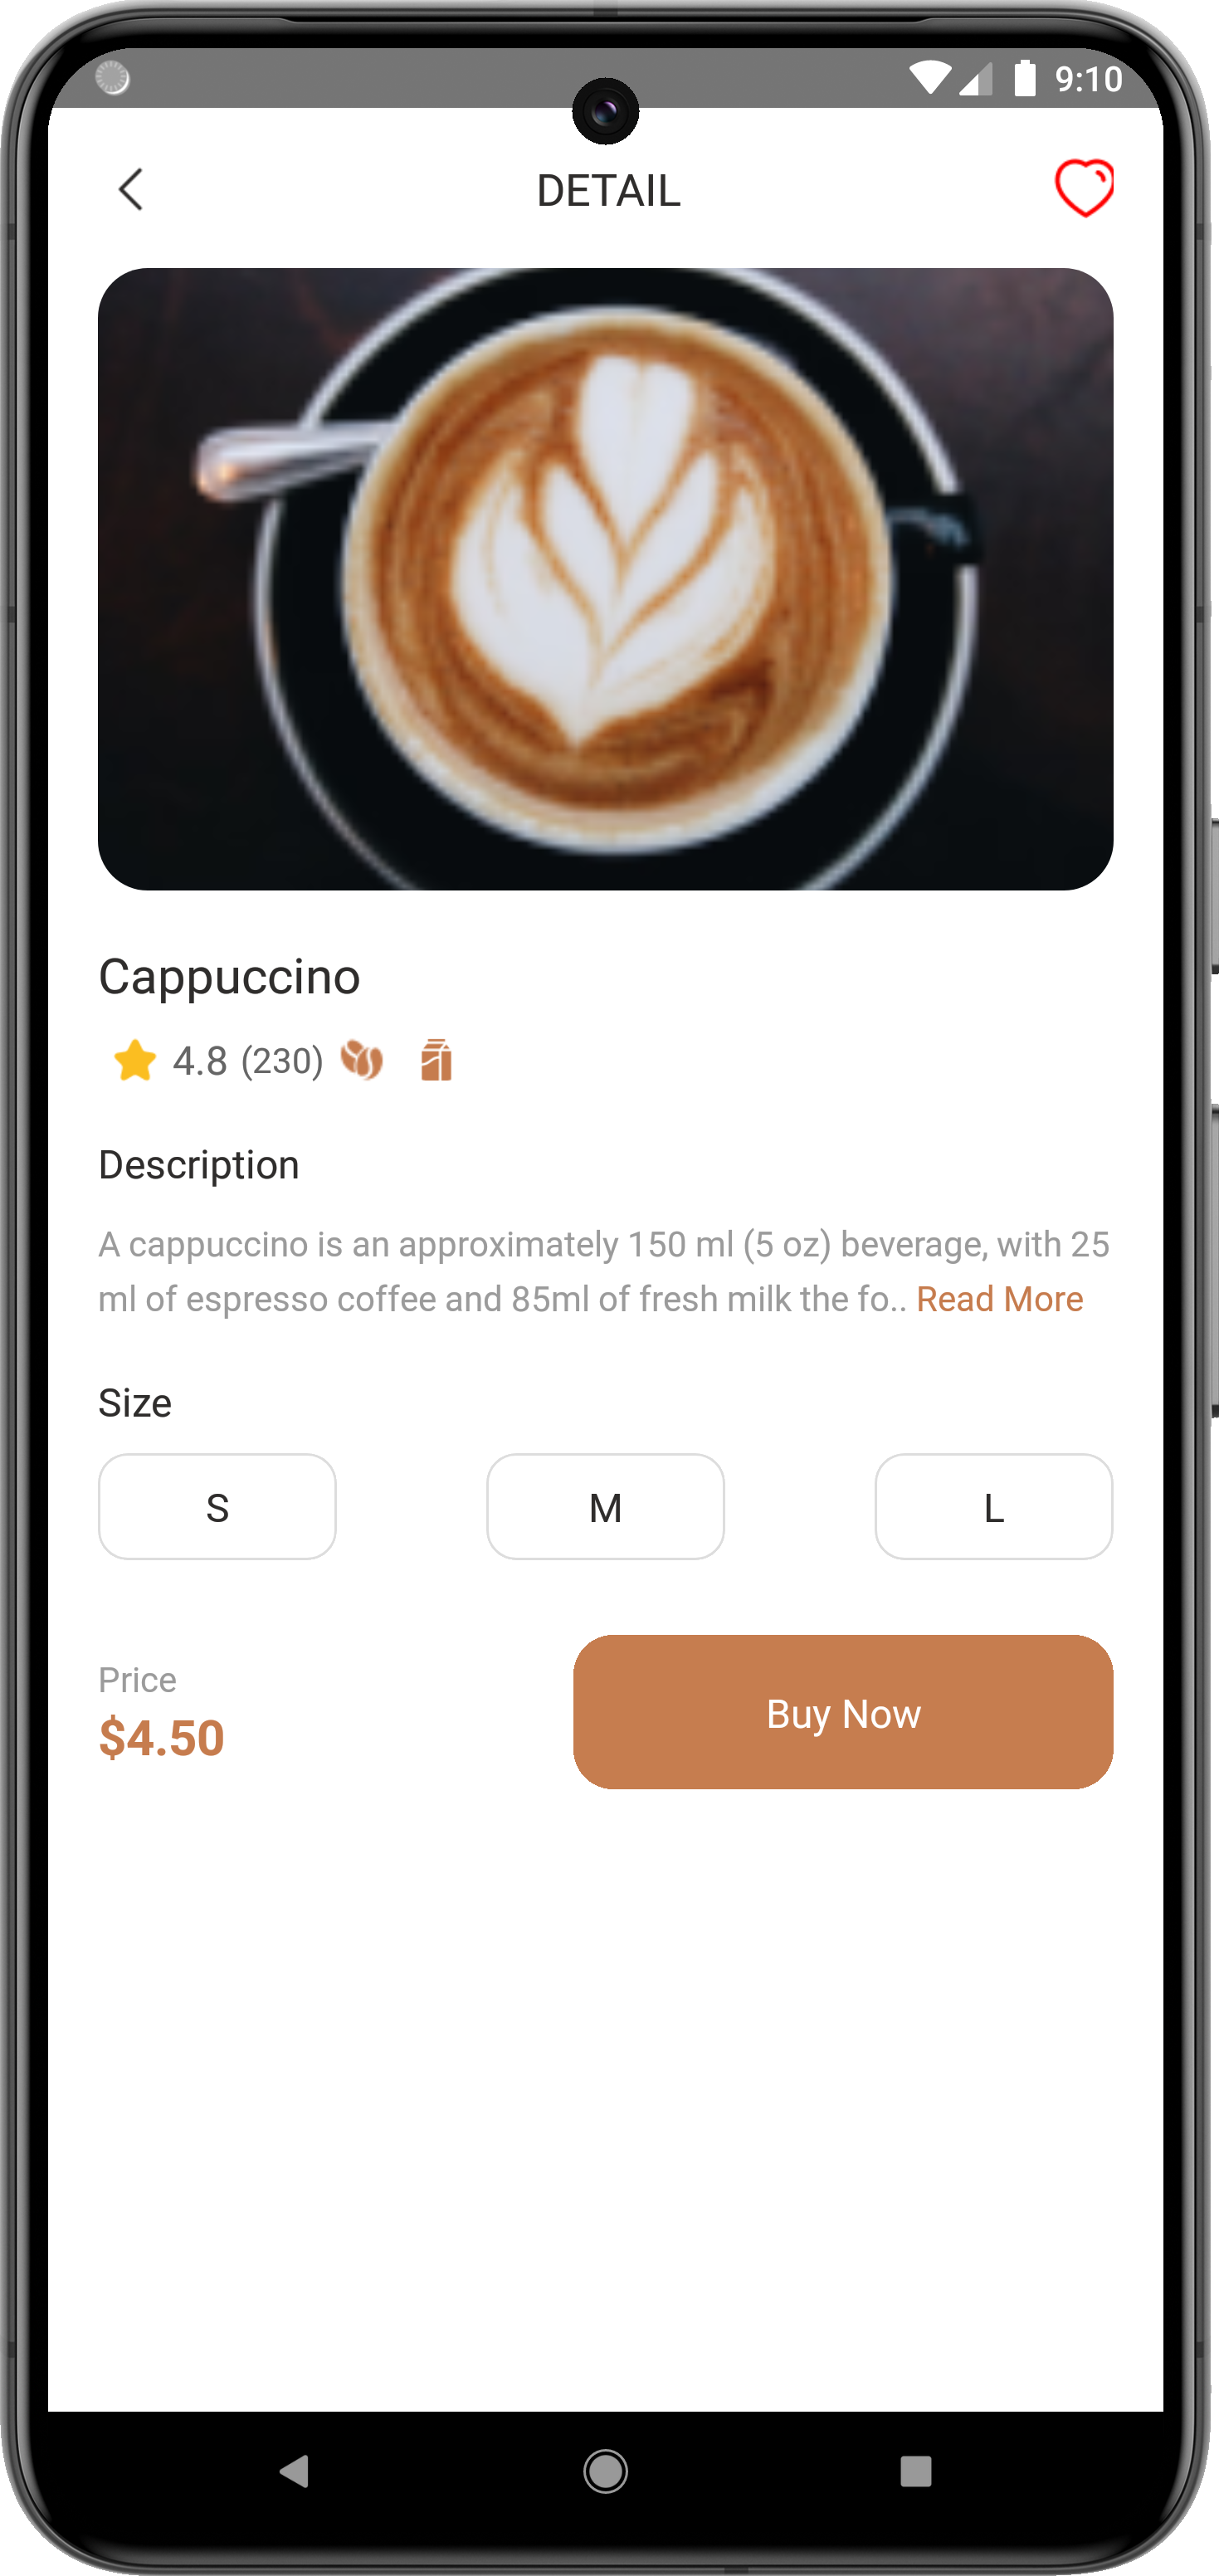 9:10
DETAIL
Cappuccino
4.8 (230)
Description
A cappuccino is an approximately 150 ml (5 oz) beverage, with 25
ml of espresso coffee and 85ml of fresh milk the fo.. Read More
Size
S M L
Price
$4.50
Buy Now